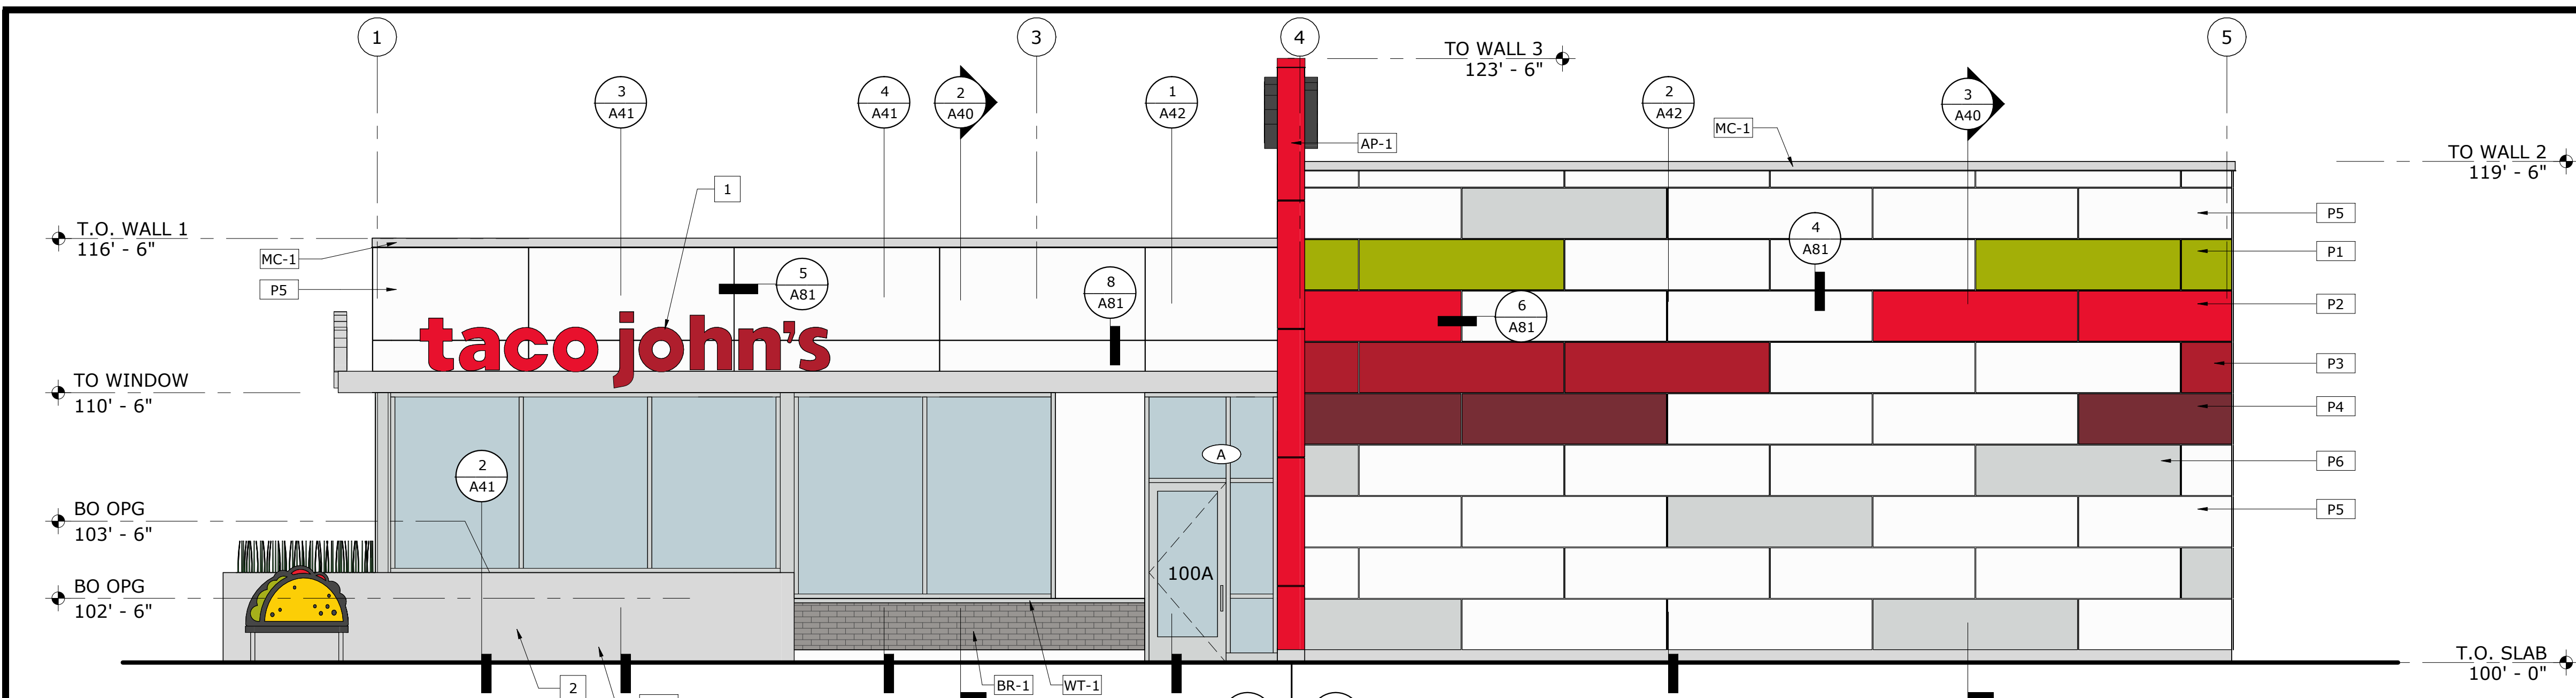 1
3
4
5
TO WALL 3
123' - 6"
3
A41
4
A41
2
A40
1
A42
2
A42
3
A40
MC-1
AP-1
TO WALL 2
119' - 6"
1
P5
T.O. WALL 1
116' - 6"
MC-1
P5
5
A81
8
A81
4
A81
6
A81
P1
P2
taco john's
P3
TO WINDOW
110' - 6"
P4
A
P6
2
A41
BO OPG
103' - 6"
P5
100A
BO OPG
102' - 6"
T.O. SLAB
100' - 0"
2
BR-1
WT-1